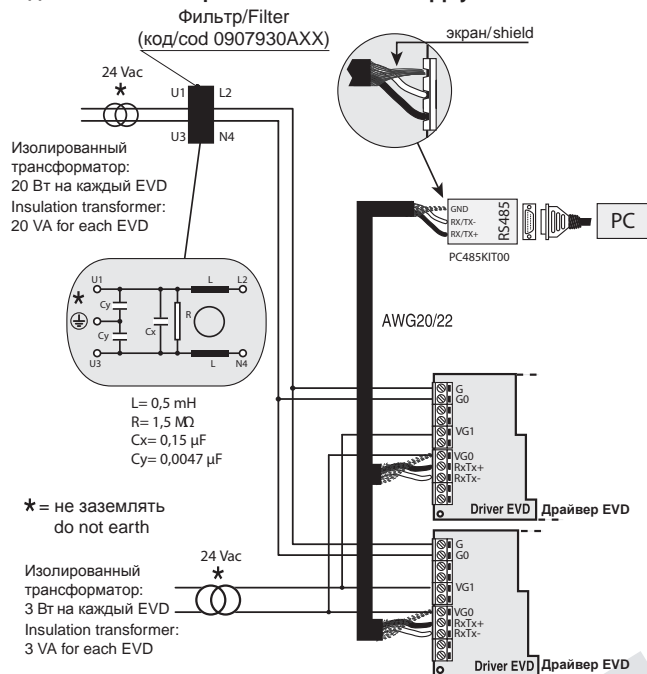 Фильтр/Filter
(код/cod 0907930AXX)
экран/shield
24 Vac
*
U1
L2
U3
N4
Изолированный
трансформатор:
20 Вт на каждый EVD
Insulation transformer:
20 VA for each EVD
GND
RX/TX-
RX/TX+
RS485
PC
PC485KIT00
U1
L
L2
*
Cy
Cy
Cx
R
U3
L
N4
AWG20/22
L= 0,5 mH
R= 1,5 MΩ
Cx= 0,15 µF
Cy= 0,0047 µF
G
G0
VG1
VG0
RxTx+
RxTx-
Driver EVD
Драйвер EVD
* = не заземлять
do not earth
24 Vac
*
Изолированный
трансформатор:
3 Вт на каждый EVD
Insulation transformer:
3 VA for each EVD
G
G0
VG1
VG0
RxTx+
RxTx-
Driver EVD
Драйвер EVD